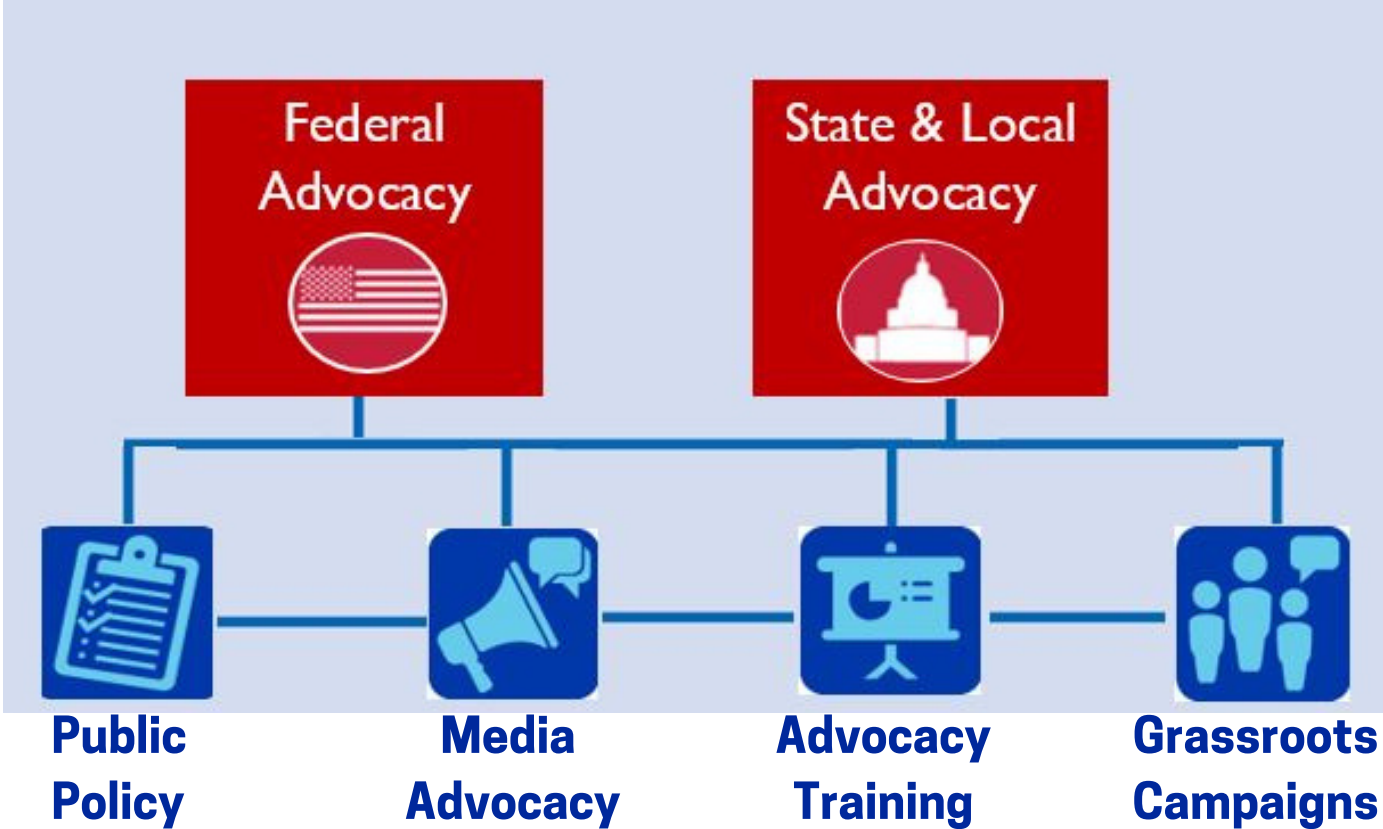 Federal
Advocacy
State & Local
Advocacy
Public
Policy
Media
Advocacy
Advocacy
Training
Grassroots
Campaigns